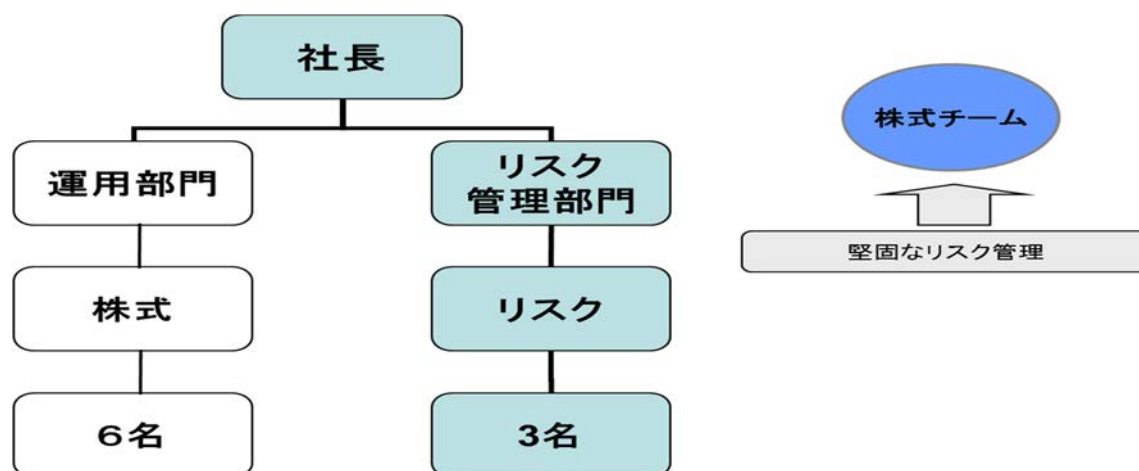 社長
運用部門
リスク
管理部門
株式
リスク
6名
3名
株式チーム
堅固なリスク管理